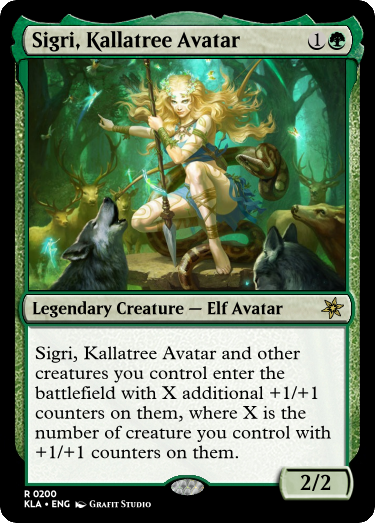 Sigri, Kallatree Avatar 1
Legendary Creature — Elf Avatar
Sigri, Kallatree Avatar and other
creatures you control enter the
battlefield with X additional +1/+1
counters on them, where X is the
number of creature you control with
+1/+1 counters on them.
2/2
R 0200
KLA • ENG Grafit Studio